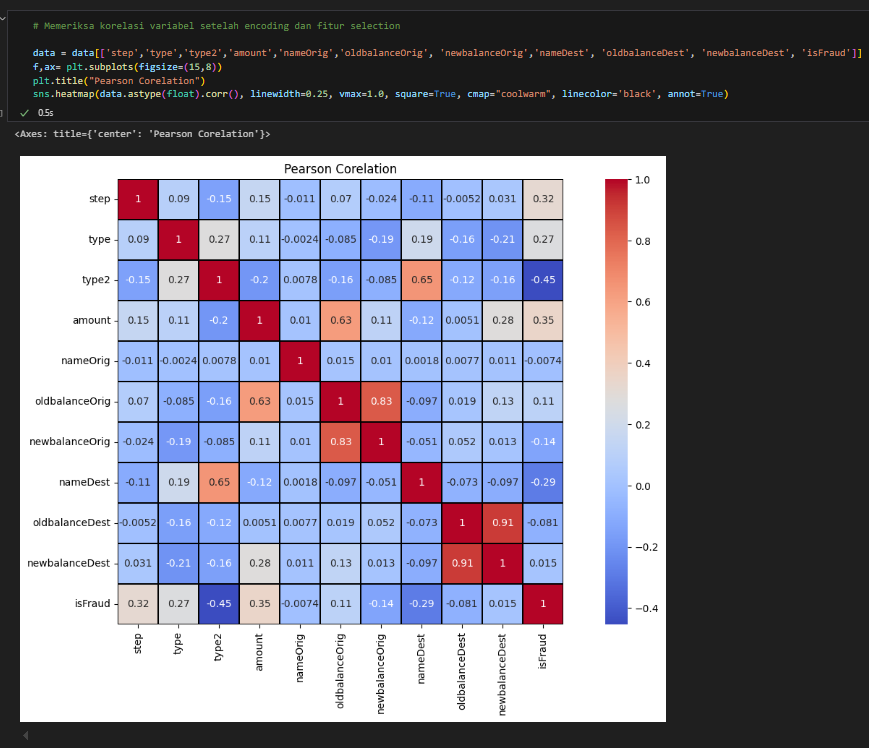 # Memeriksa korelasi variabel setelah encoding dan fitur selection
data = data[['step','type','type2','amount','nameOrig','oldbalanceOrig', 'newbalanceOrig','nameDest', 'oldbalanceDest', 'newbalanceDest', 'isFraud']]
f,ax= plt.subplots(figsize=(15,8))
plt.title("Pearson Corelation")
sns.heatmap(data.astype(float).corr(), linewidth=0.25, vmax=1.0, square=True, cmap="coolwarm", linecolor='black', annot=True)
0.5s
<Axes: title={'center': 'Pearson Corelation'}>
Pearson Corelation
step 1 0.09 -0.15 0.15 -0.011 0.07 -0.024 -0.11 -0.0052 0.031 0.32
type 0.09 1 0.27 0.11 -0.0024 -0.085 -0.19 0.19 -0.16 -0.21 0.27
type2 -0.15 0.27 1 -0.2 0.0078 -0.16 -0.085 0.65 -0.12 -0.16 -0.45
amount 0.15 0.11 -0.2 1 0.01 0.63 0.11 -0.12 0.0051 0.28 0.35
nameOrig -0.011 -0.0024 0.0078 0.01 1 0.015 0.01 0.0018 0.0077 0.011 -0.0074
oldbalanceOrig 0.07 -0.085 -0.16 0.63 0.015 1 0.83 -0.097 0.019 0.13 0.11
newbalanceOrig -0.024 -0.19 -0.085 0.11 0.01 0.83 1 -0.051 0.052 0.013 -0.14
nameDest -0.11 0.19 0.65 -0.12 0.0018 -0.097 -0.051 1 -0.073 -0.097 -0.29
oldbalanceDest -0.0052 -0.16 -0.12 0.0051 0.0077 0.019 0.052 -0.073 1 0.91 -0.081
newbalanceDest 0.031 -0.21 -0.16 0.28 0.011 0.13 0.013 -0.097 0.91 1 0.015
isFraud 0.32 0.27 -0.45 0.35 -0.0074 0.11 -0.14 -0.29 -0.081 0.015 1
step type type2 amount nameOrig oldbalanceOrig newbalanceOrig nameDest oldbalanceDest newbalanceDest isFraud
1.0
0.8
0.6
0.4
0.2
0.0
−0.2
−0.4